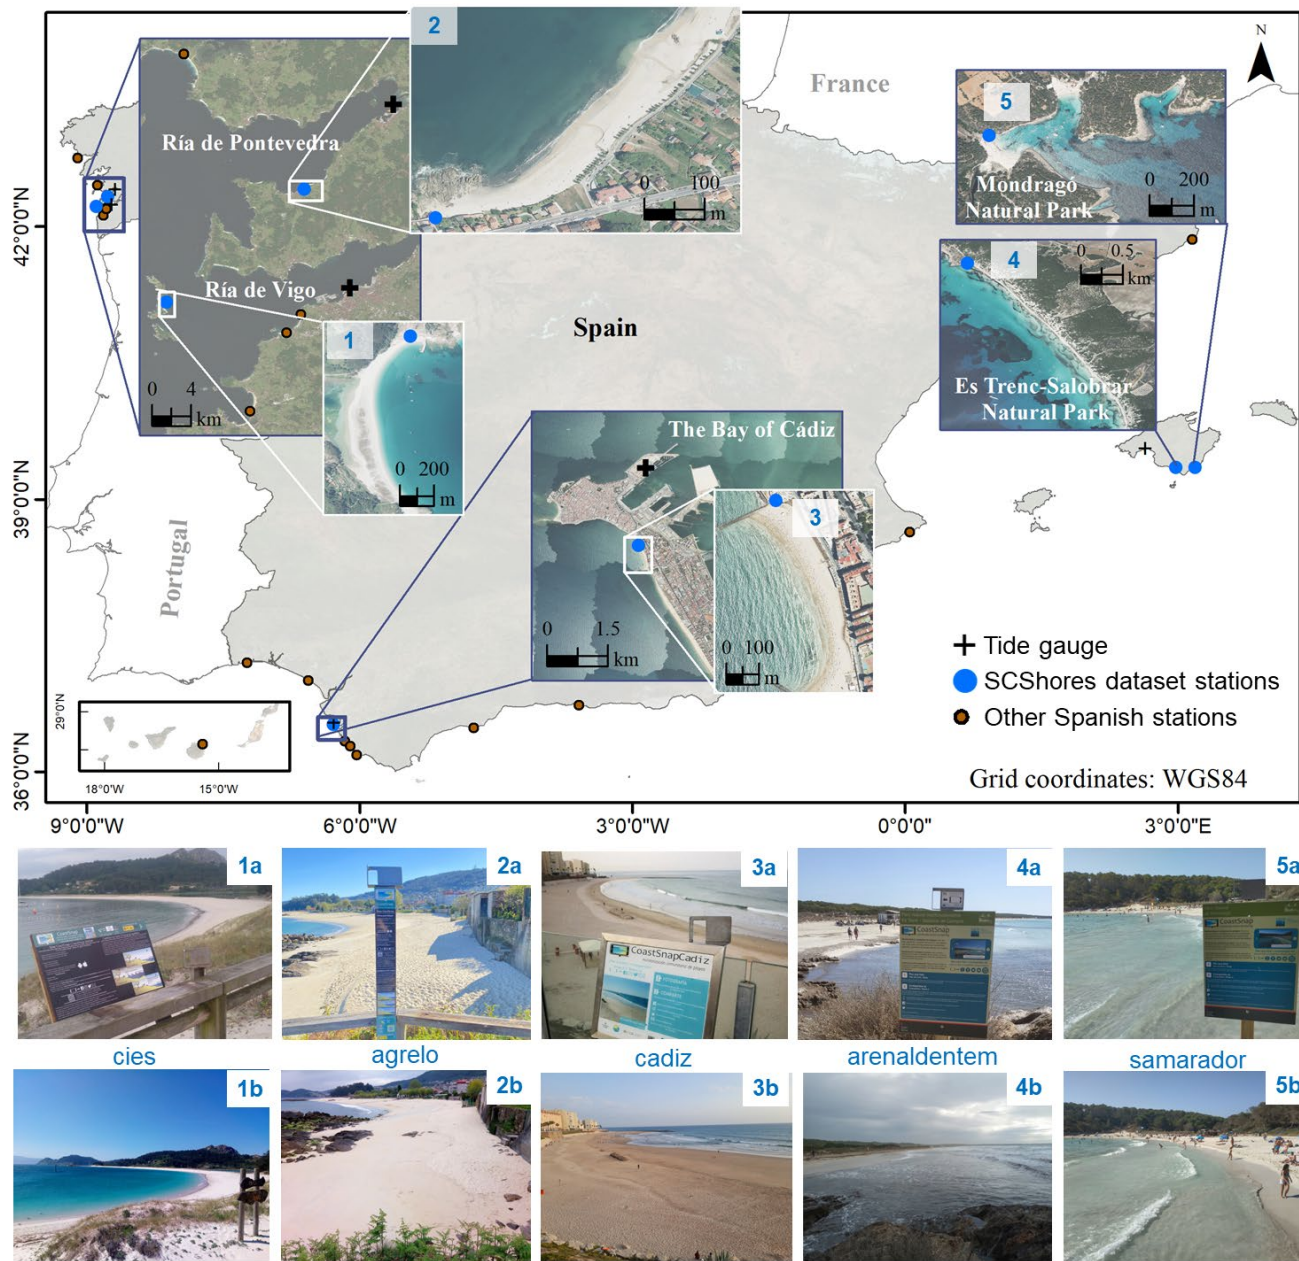 N
France
2
5
Ría de Pontevedra
0 100
m
Mondragó
Natural Park
0 200
m
42°0'0"N
Ría de Vigo
4
0 0.5
km
Spain
1
0 4
km
0 200
m
Es Trenc-Salobrar
Natural Park
The Bay of Cádiz
3
39°0'0"N
Portugal
0 1.5
km
0 100
m
Tide gauge
SCShores dataset stations
Other Spanish stations
29°0'N
18°0'W
15°0'W
Grid coordinates: WGS84
36°0'0"N
9°0'0"W
6°0'0"W
3°0'0"W
0°0'0"
3°0'0"E
1a
2a
3a
4a
5a
CoastSnapCadiz
CoastSnap
CoastSnap
cies
agrelo
cadiz
arenaldentem
samarador
1b
2b
3b
4b
5b